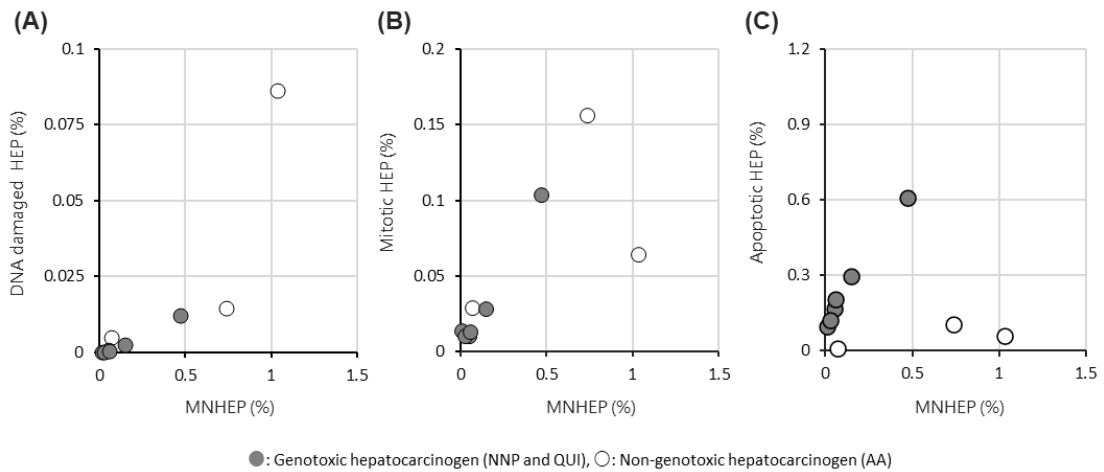 (A)
(B)
(C)
DNA damaged HEP (%)
0.1
0.075
0.05
0.025
0
0
0.5
1
1.5
MNHEP (%)
Mitotic HEP (%)
0.2
0.15
0.1
0.05
0
0
0.5
1
1.5
MNHEP (%)
Apoptotic HEP (%)
1.2
0.9
0.6
0.3
0
0
0.5
1
1.5
MNHEP (%)
: Genotoxic hepatocarcinogen (NNP and QUI), : Non-genotoxic hepatocarcinogen (AA)